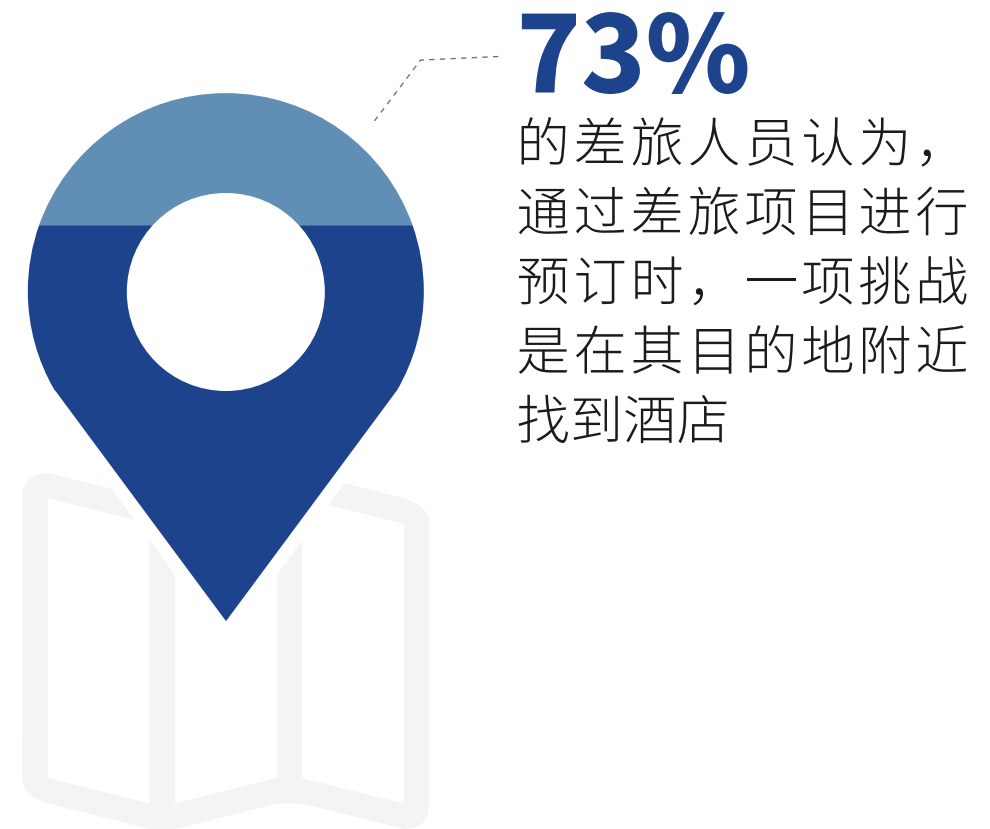 73%
的差旅人员认为，
通过差旅项目进行
预订时，一项挑战
是在其目的地附近
找到酒店